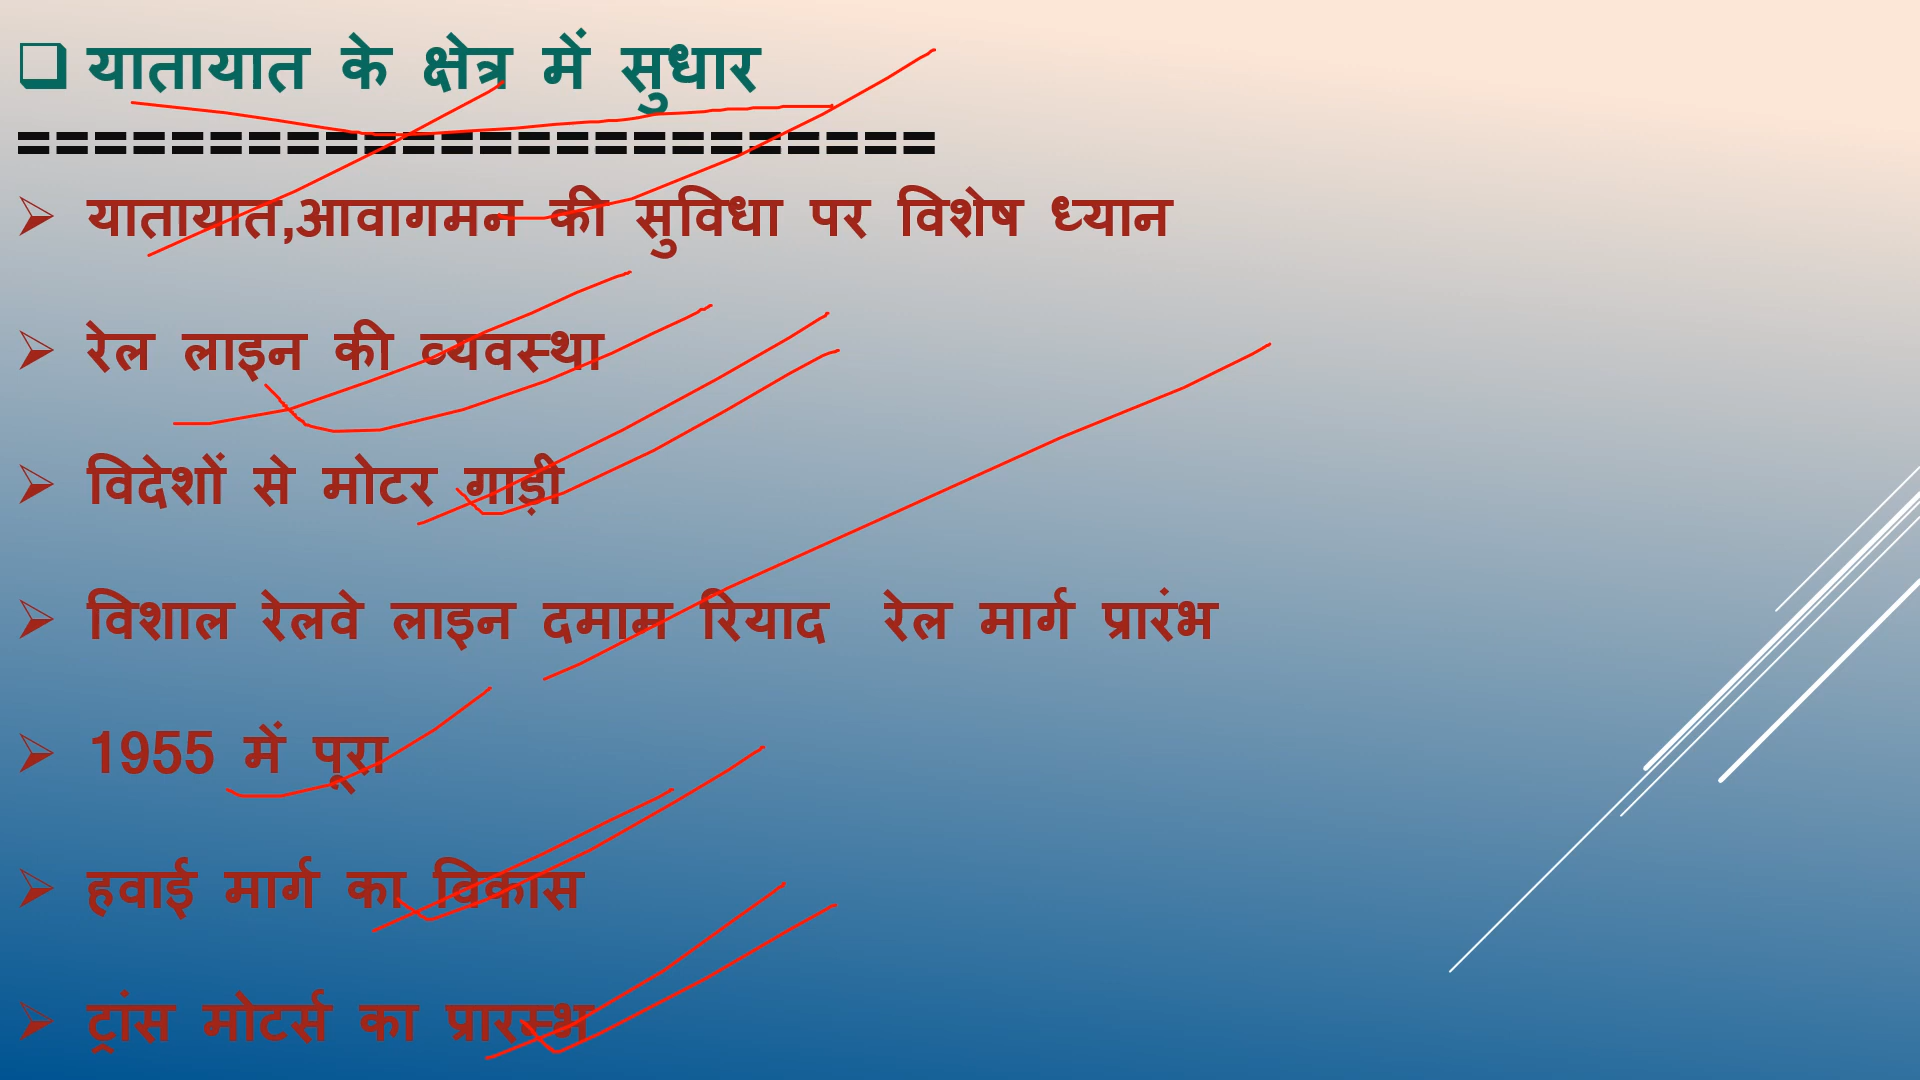 यातायात के क्षेत्र में सुधार
========================
यातायात,आवागमन की सुविधा पर विशेष ध्यान
रेल लाइन की व्यवस्था
विदेशों से मोटर गाड़ी
विशाल रेलवे लाइन दमाम रियाद रेल मार्ग प्रारंभ
1955 में पूरा
हवाई मार्ग का विकास
ट्रांस मोटर्स का प्रारम्भ